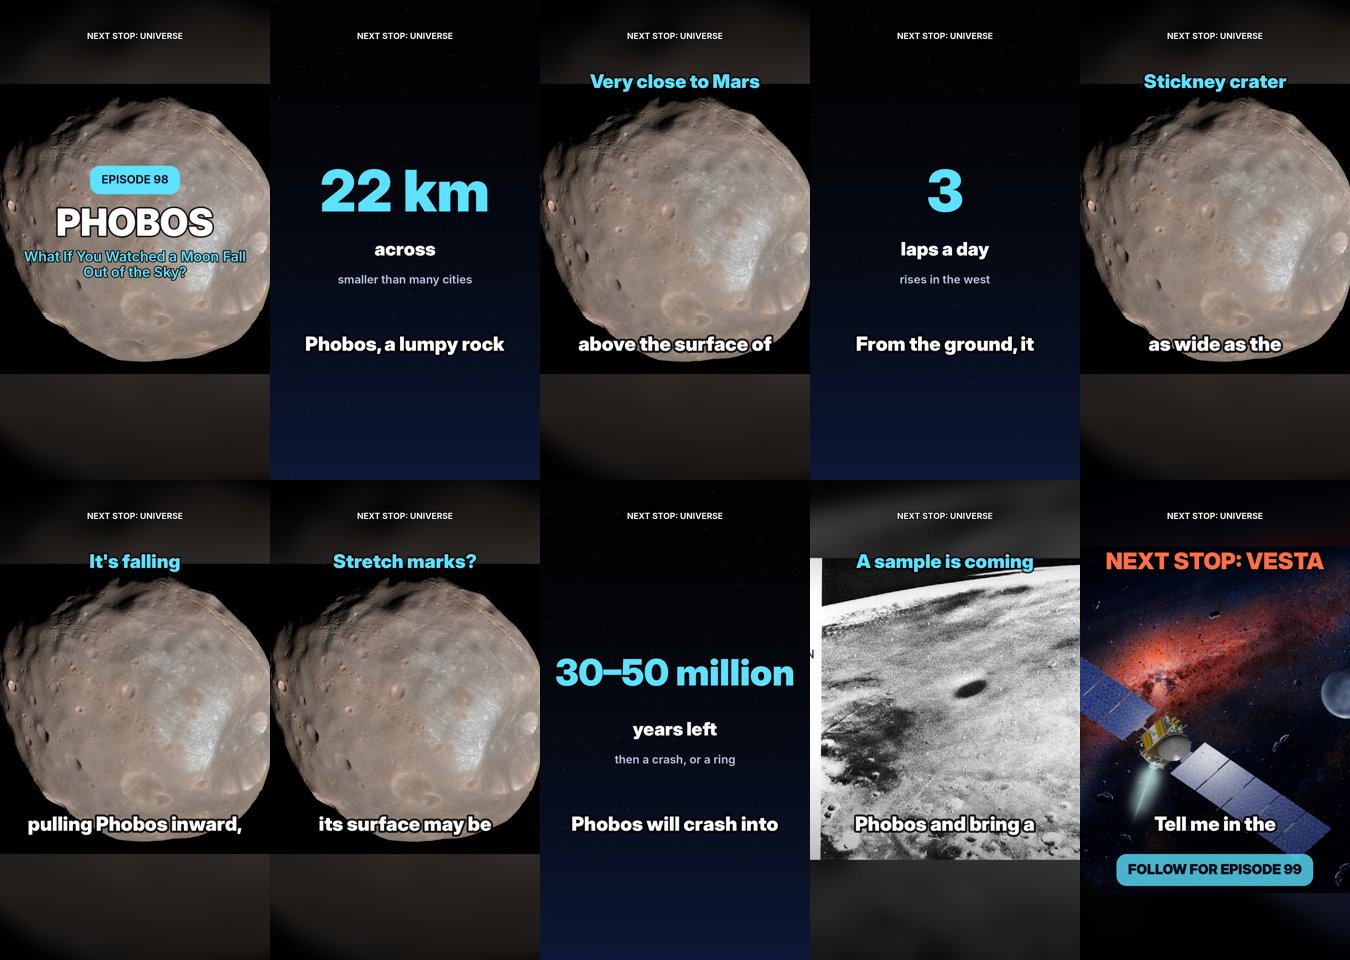 NEXT STOP: UNIVERSE
EPISODE 98
PHOBOS
What If You Watched a Moon Fall
Out of the Sky?
NEXT STOP: UNIVERSE
22 km
across
smaller than many cities
Phobos, a lumpy rock
NEXT STOP: UNIVERSE
Very close to Mars
above the surface of
NEXT STOP: UNIVERSE
3
laps a day
rises in the west
From the ground, it
NEXT STOP: UNIVERSE
Stickney crater
as wide as the
NEXT STOP: UNIVERSE
It's falling
pulling Phobos inward,
NEXT STOP: UNIVERSE
Stretch marks?
its surface may be
NEXT STOP: UNIVERSE
30–50 million
years left
then a crash, or a ring
Phobos will crash into
NEXT STOP: UNIVERSE
A sample is coming
N
Phobos and bring a
NEXT STOP: UNIVERSE
NEXT STOP: VESTA
Tell me in the
FOLLOW FOR EPISODE 99